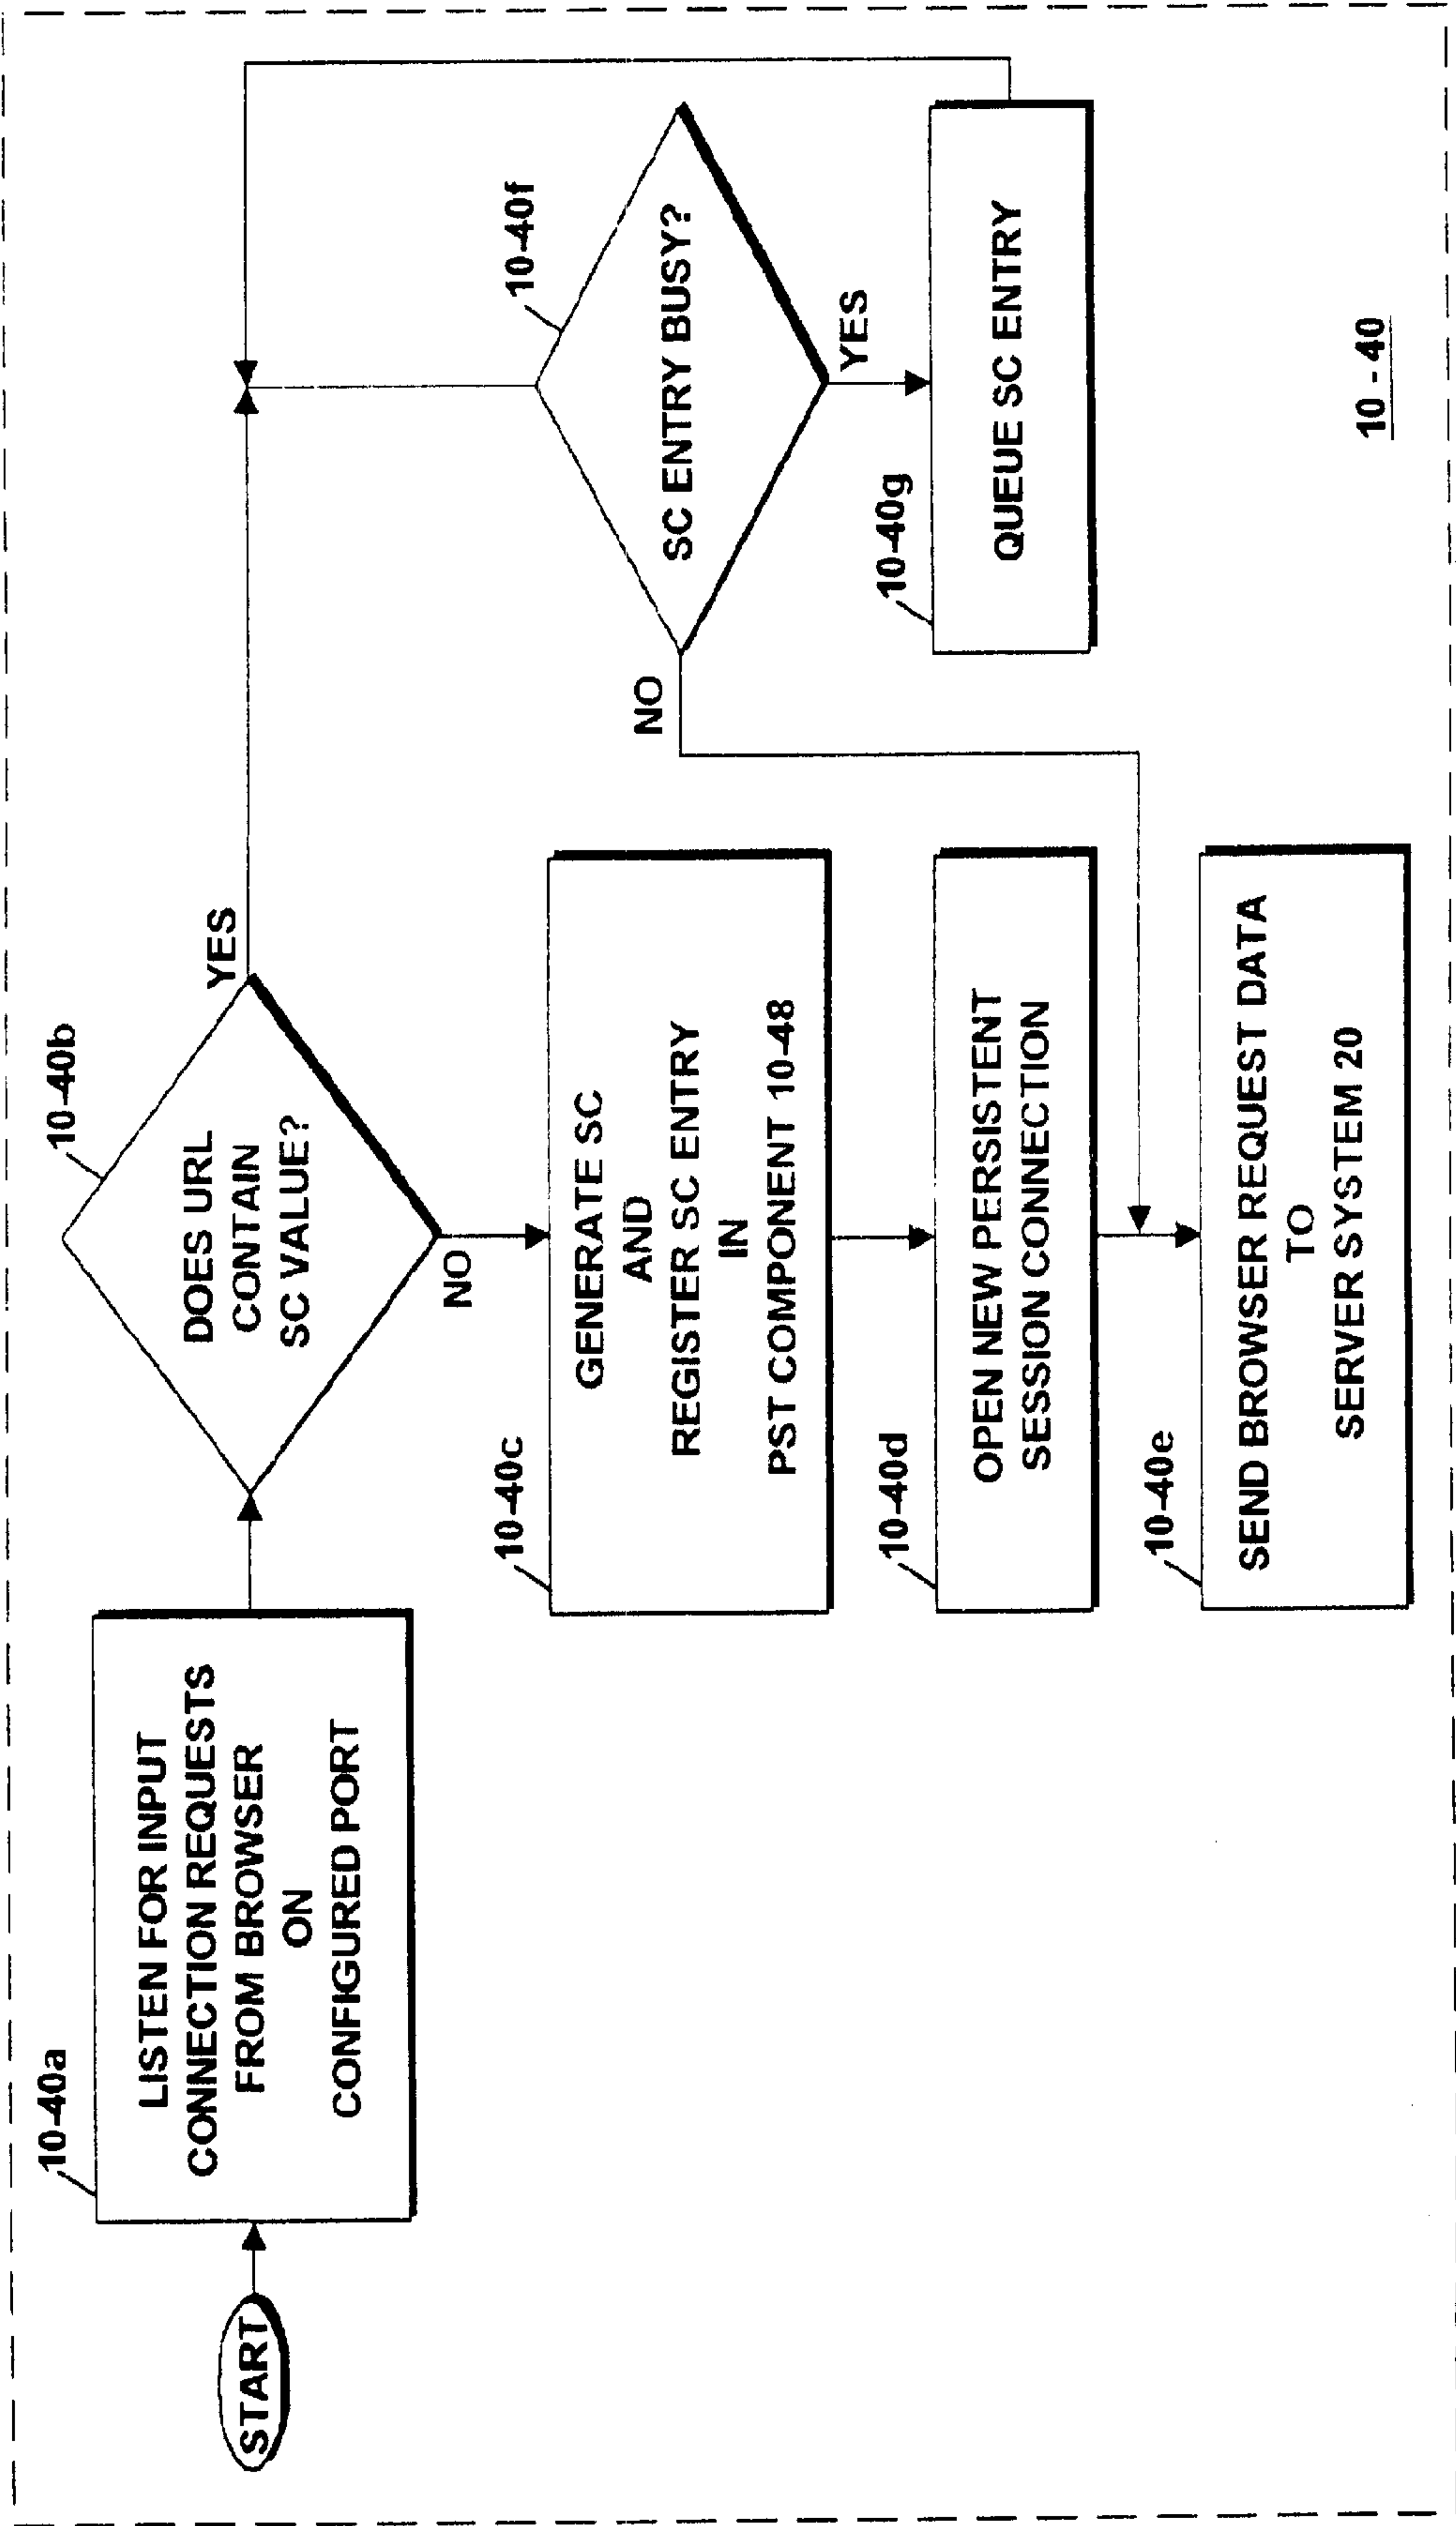 START
10-40a
LISTEN FOR INPUT
CONNECTION REQUESTS
FROM BROWSER
ON
CONFIGURED PORT
10-40b
DOES URL
CONTAIN
SC VALUE?
YES
NO
10-40c
GENERATE SC
AND
REGISTER SC ENTRY
IN
PST COMPONENT 10-48
10-40d
OPEN NEW PERSISTENT
SESSION CONNECTION
10-40e
SEND BROWSER REQUEST DATA
TO
SERVER SYSTEM 20
10-40f
SC ENTRY BUSY?
NO
YES
10-40g
QUEUE SC ENTRY
10 - 40